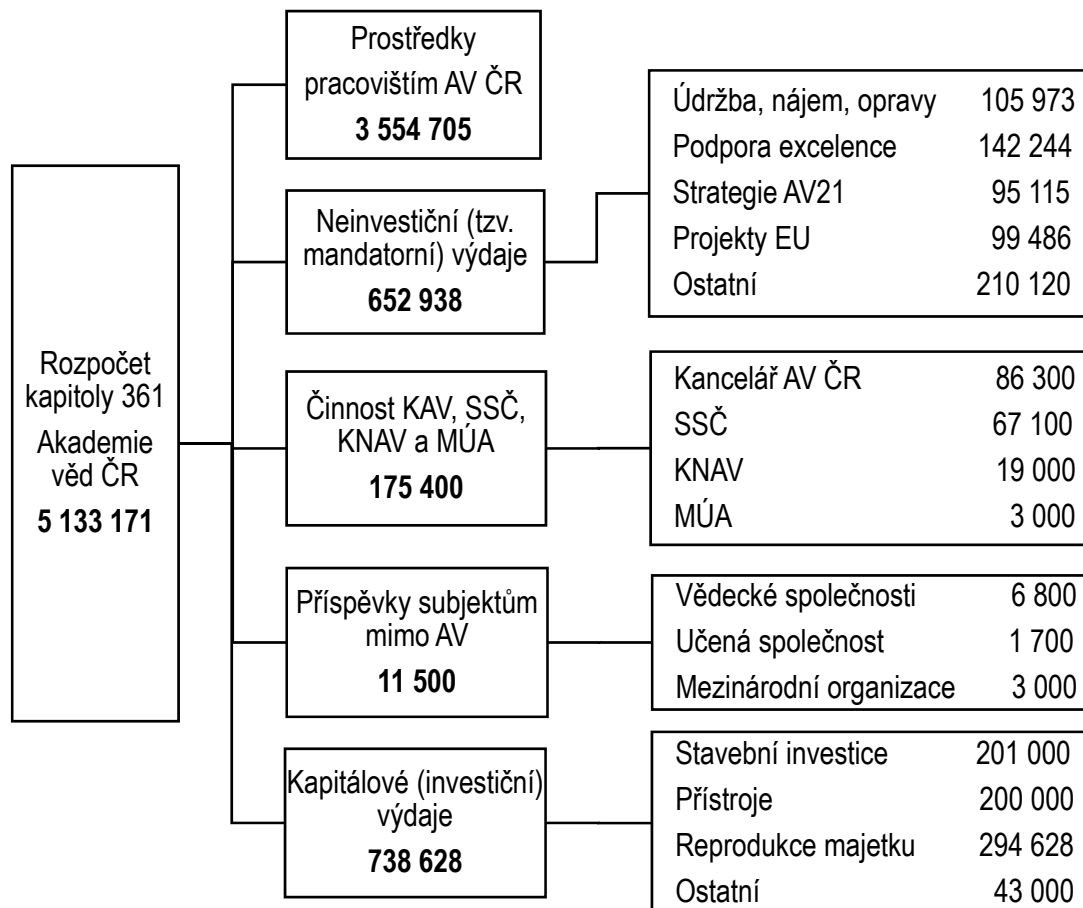 Rozpočet
kapitoly 361
Akademie
věd ČR
5 133 171
Prostředky
pracovištím AV ČR
3 554 705
Neinvestiční (tzv.
mandatorní) výdaje
652 938
Údržba, nájem, opravy 105 973
Podpora excelence 142 244
Strategie AV21 95 115
Projekty EU 99 486
Ostatní 210 120
Činnost KAV, SSČ,
KNAV a MÚA
175 400
Kancelář AV ČR 86 300
SSČ 67 100
KNAV 19 000
MÚA 3 000
Příspěvky subjektům
mimo AV
11 500
Vědecké společnosti 6 800
Učená společnost 1 700
Mezinárodní organizace 3 000
Kapitálové (investiční)
výdaje
738 628
Stavební investice 201 000
Přístroje 200 000
Reprodukce majetku 294 628
Ostatní 43 000